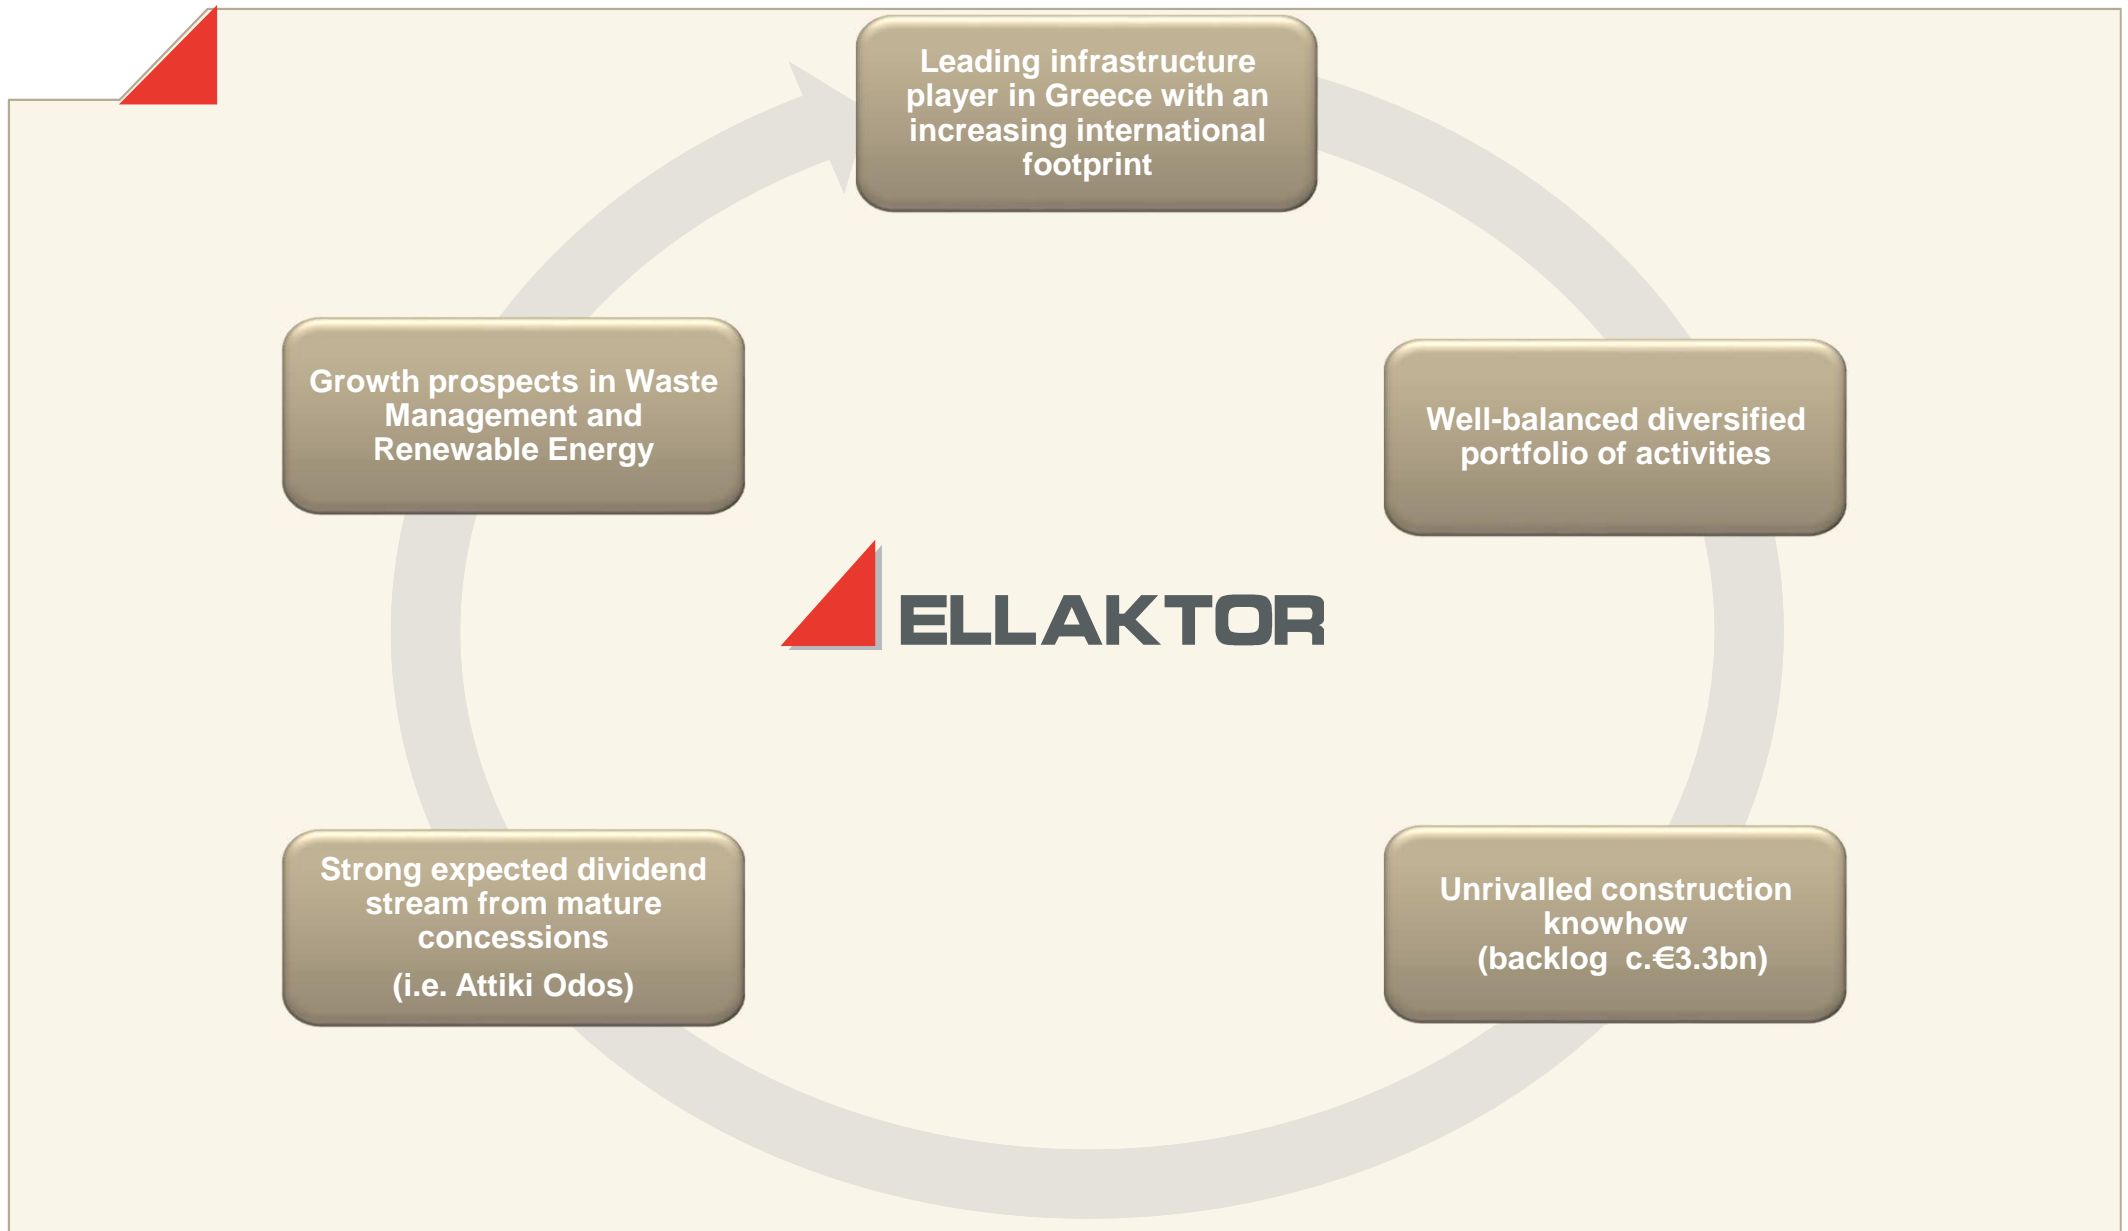 Leading infrastructure
player in Greece with an
increasing international
footprint
Well-balanced diversified
portfolio of activities
Unrivalled construction
knowhow
(backlog  c.€3.3bn)
Strong expected dividend
stream from mature
concessions
(i.e. Attiki Odos)
Growth prospects in Waste
Management and
Renewable Energy
ELLAKTOR